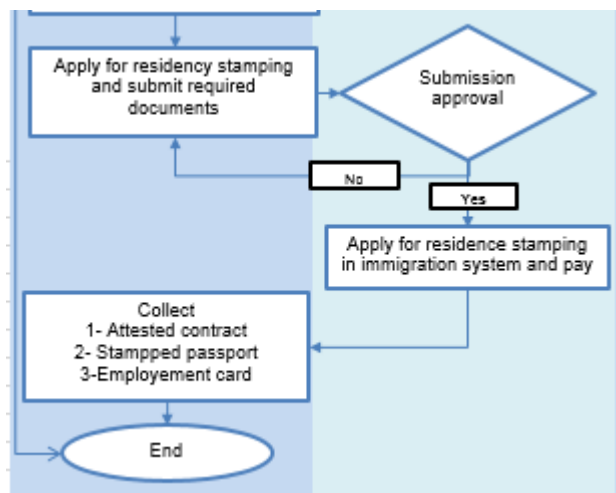 Apply for residency stamping
and submit required
documents
Submission
approval
No
Yes
Apply for residence stamping
in immigration system and pay
Collect
1- Attested contract
2- Stampped passport
3-Employement card
End